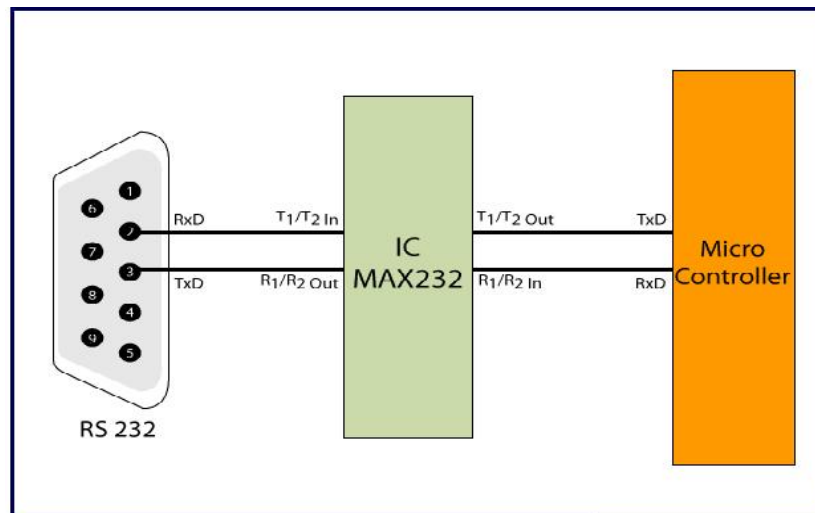 1
6
2
7
3
8
4
9
5
RxD
TxD
RS 232
T1/T2 In
R1/R2 Out
IC
MAX232
T1/T2 Out
R1/R2 In
TxD
RxD
Micro
Controller